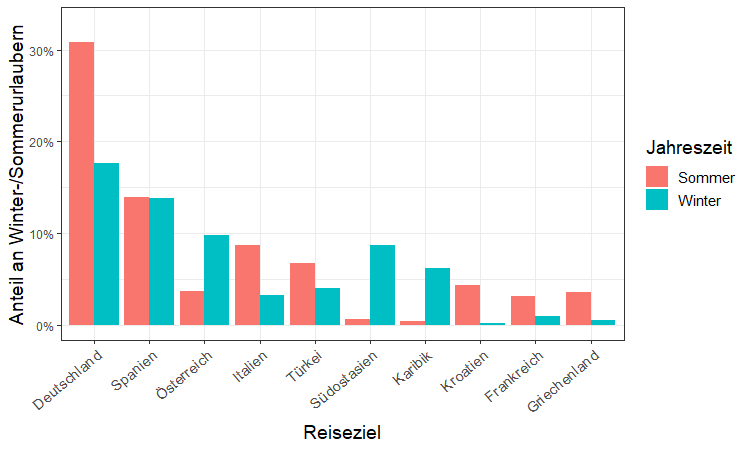 Anteil an Winter-/Sommerurlaubern
30%
20%
10%
0%
Deutschland
Spanien
Österreich
Italien
Türkei
Südostasien
Karibik
Kroatien
Frankreich
Griechenland
Reiseziel
Jahreszeit
Sommer
Winter